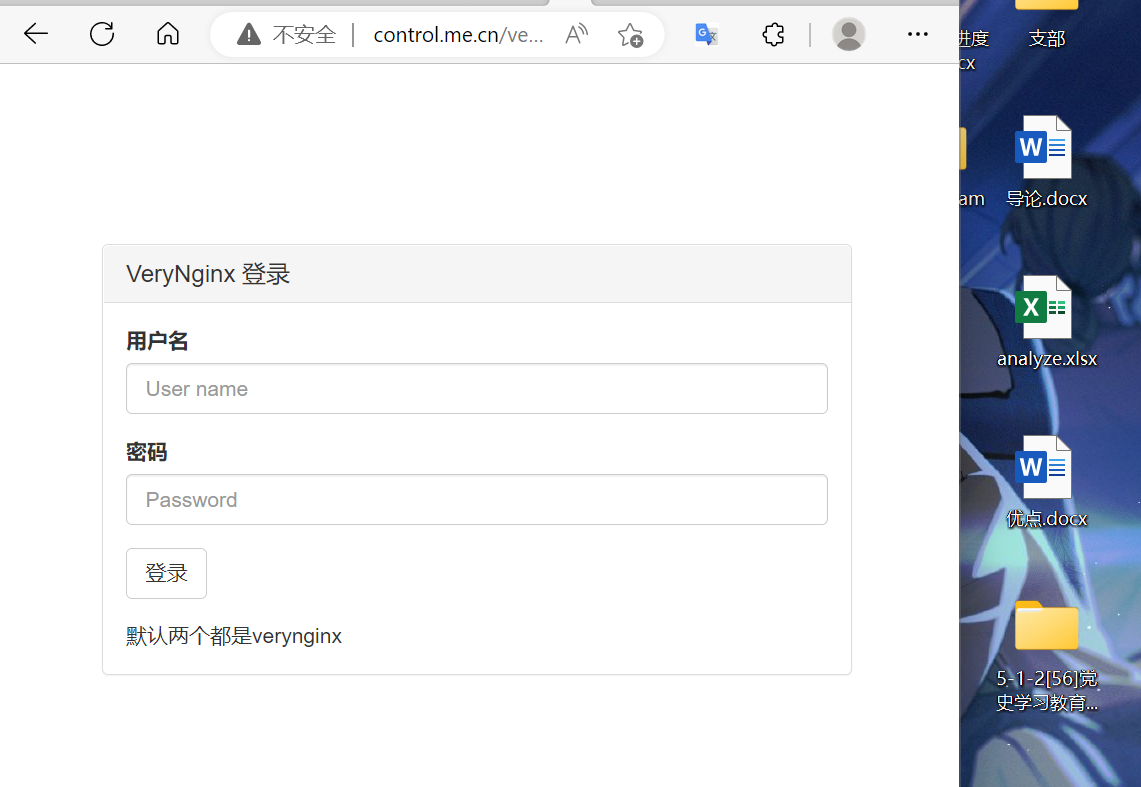 不安全 control.me.cn/ve...
VeryNginx 登录
用户名
User name
密码
Password
登录
默认两个都是verynginx
进度
cx
支部
am
导论.docx
analyze.xlsx
优点.docx
5-1-2[56]党
史学习教育...